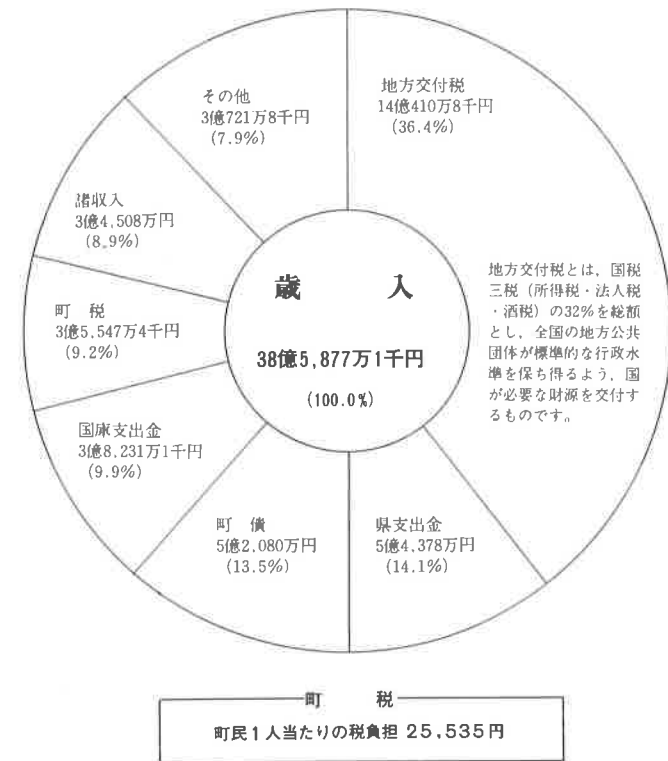 地方交付税
14億410万8千円
(36.4%)
地方交付税とは、国税
三税（所得税・法人税
・酒税）の32%を総額
とし、全国の地方公共
団体が標準的な行政水
準を保ち得るよう、国
が必要な財源を交付す
るものです。
県支出金
5億4,378万円
(14.1%)
町 債
5億2,080万円
(13.5%)
国庫支出金
3億8,231万1千円
(9.9%)
町 税
3億5,547万4千円
(9.2%)
諸収入
3億4,508万円
(8.9%)
その他
3億721万8千円
(7.9%)
歳 入
38億5,877万1千円
(100.0%)
町 税
町民1人当たりの税負担 25,535円